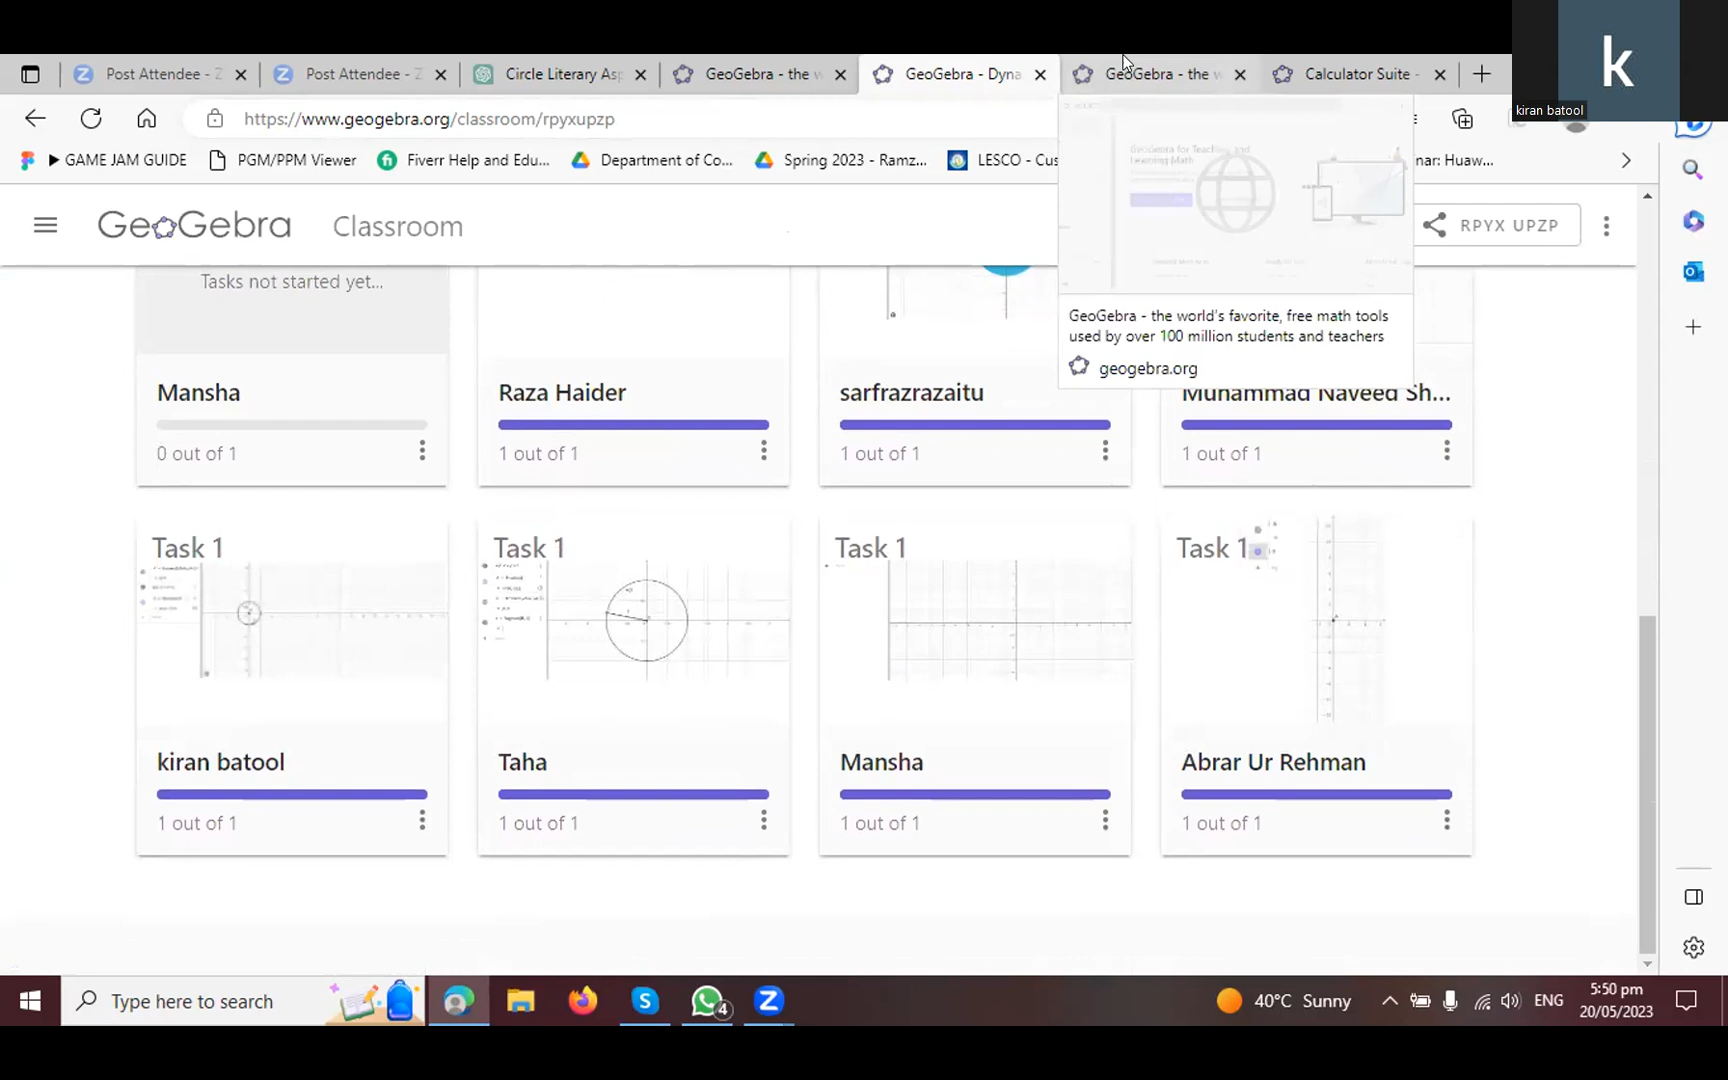 k
kiran batool
Post Attendee - Z
Post Attendee - Z
Circle Literary Asp
GeoGebra - the w
GeoGebra - Dyna
GeoGebra - the w
Calculator Suite -
https://www.geogebra.org/classroom/rpyxupzp
GAME JAM GUIDE
PGM/PPM Viewer
Fiverr Help and Edu...
Department of Co...
Spring 2023 - Ramz...
LESCO - Cus
nar: Huaw...
GeoGebra
Classroom
RPYX UPZP
GeoGebra for Teaching and
Learning Math
GeoGebra - the world's favorite, free math tools
used by over 100 million students and teachers
geogebra.org
Tasks not started yet...
Mansha
0 out of 1
Raza Haider
1 out of 1
sarfrazrazaitu
1 out of 1
Muhammad Naveed Sh...
1 out of 1
Task 1
kiran batool
1 out of 1
Task 1
Taha
1 out of 1
Task 1
Mansha
1 out of 1
Task 1
Abrar Ur Rehman
1 out of 1
Type here to search
4
40°C Sunny
ENG
5:50 pm
20/05/2023